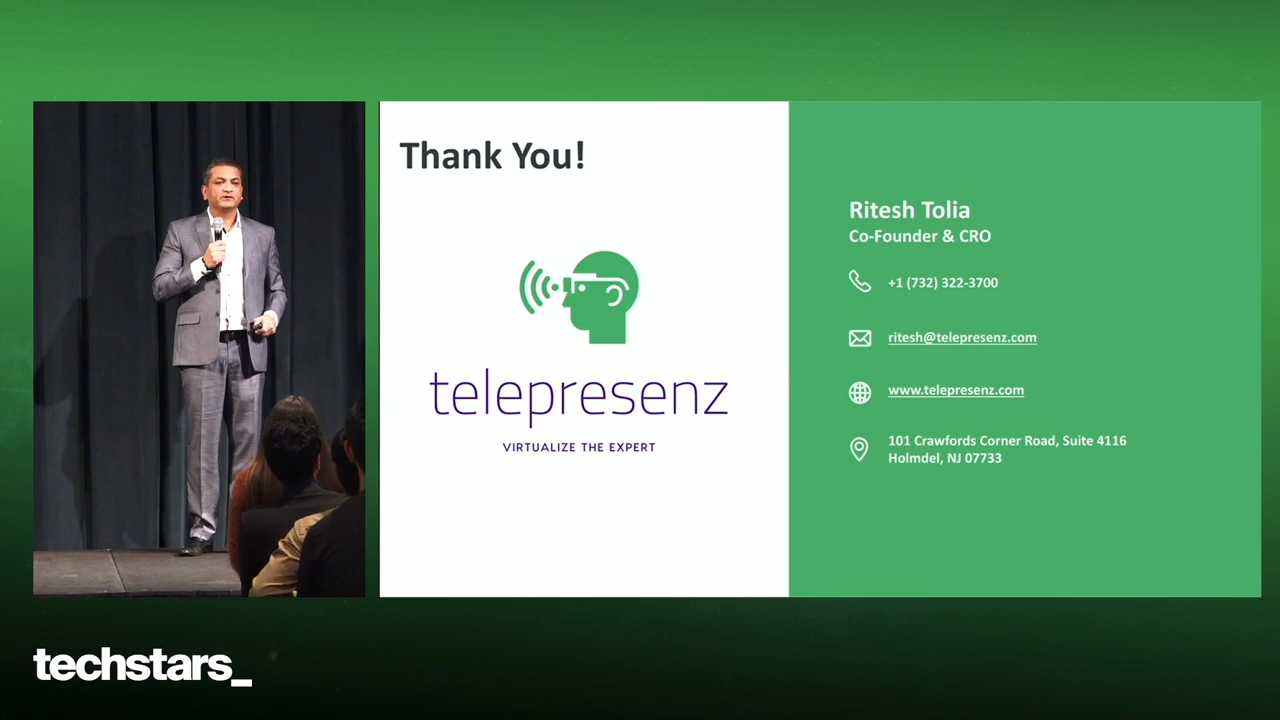 Thank You!
telepresenz
VIRTUALIZE THE EXPERT
Ritesh Tolia
Co-Founder & CRO
+1 (732) 322-3700
ritesh@telepresenz.com
www.telepresenz.com
101 Crawfords Corner Road, Suite 4116
Holmdel, NJ 07733
techstars_